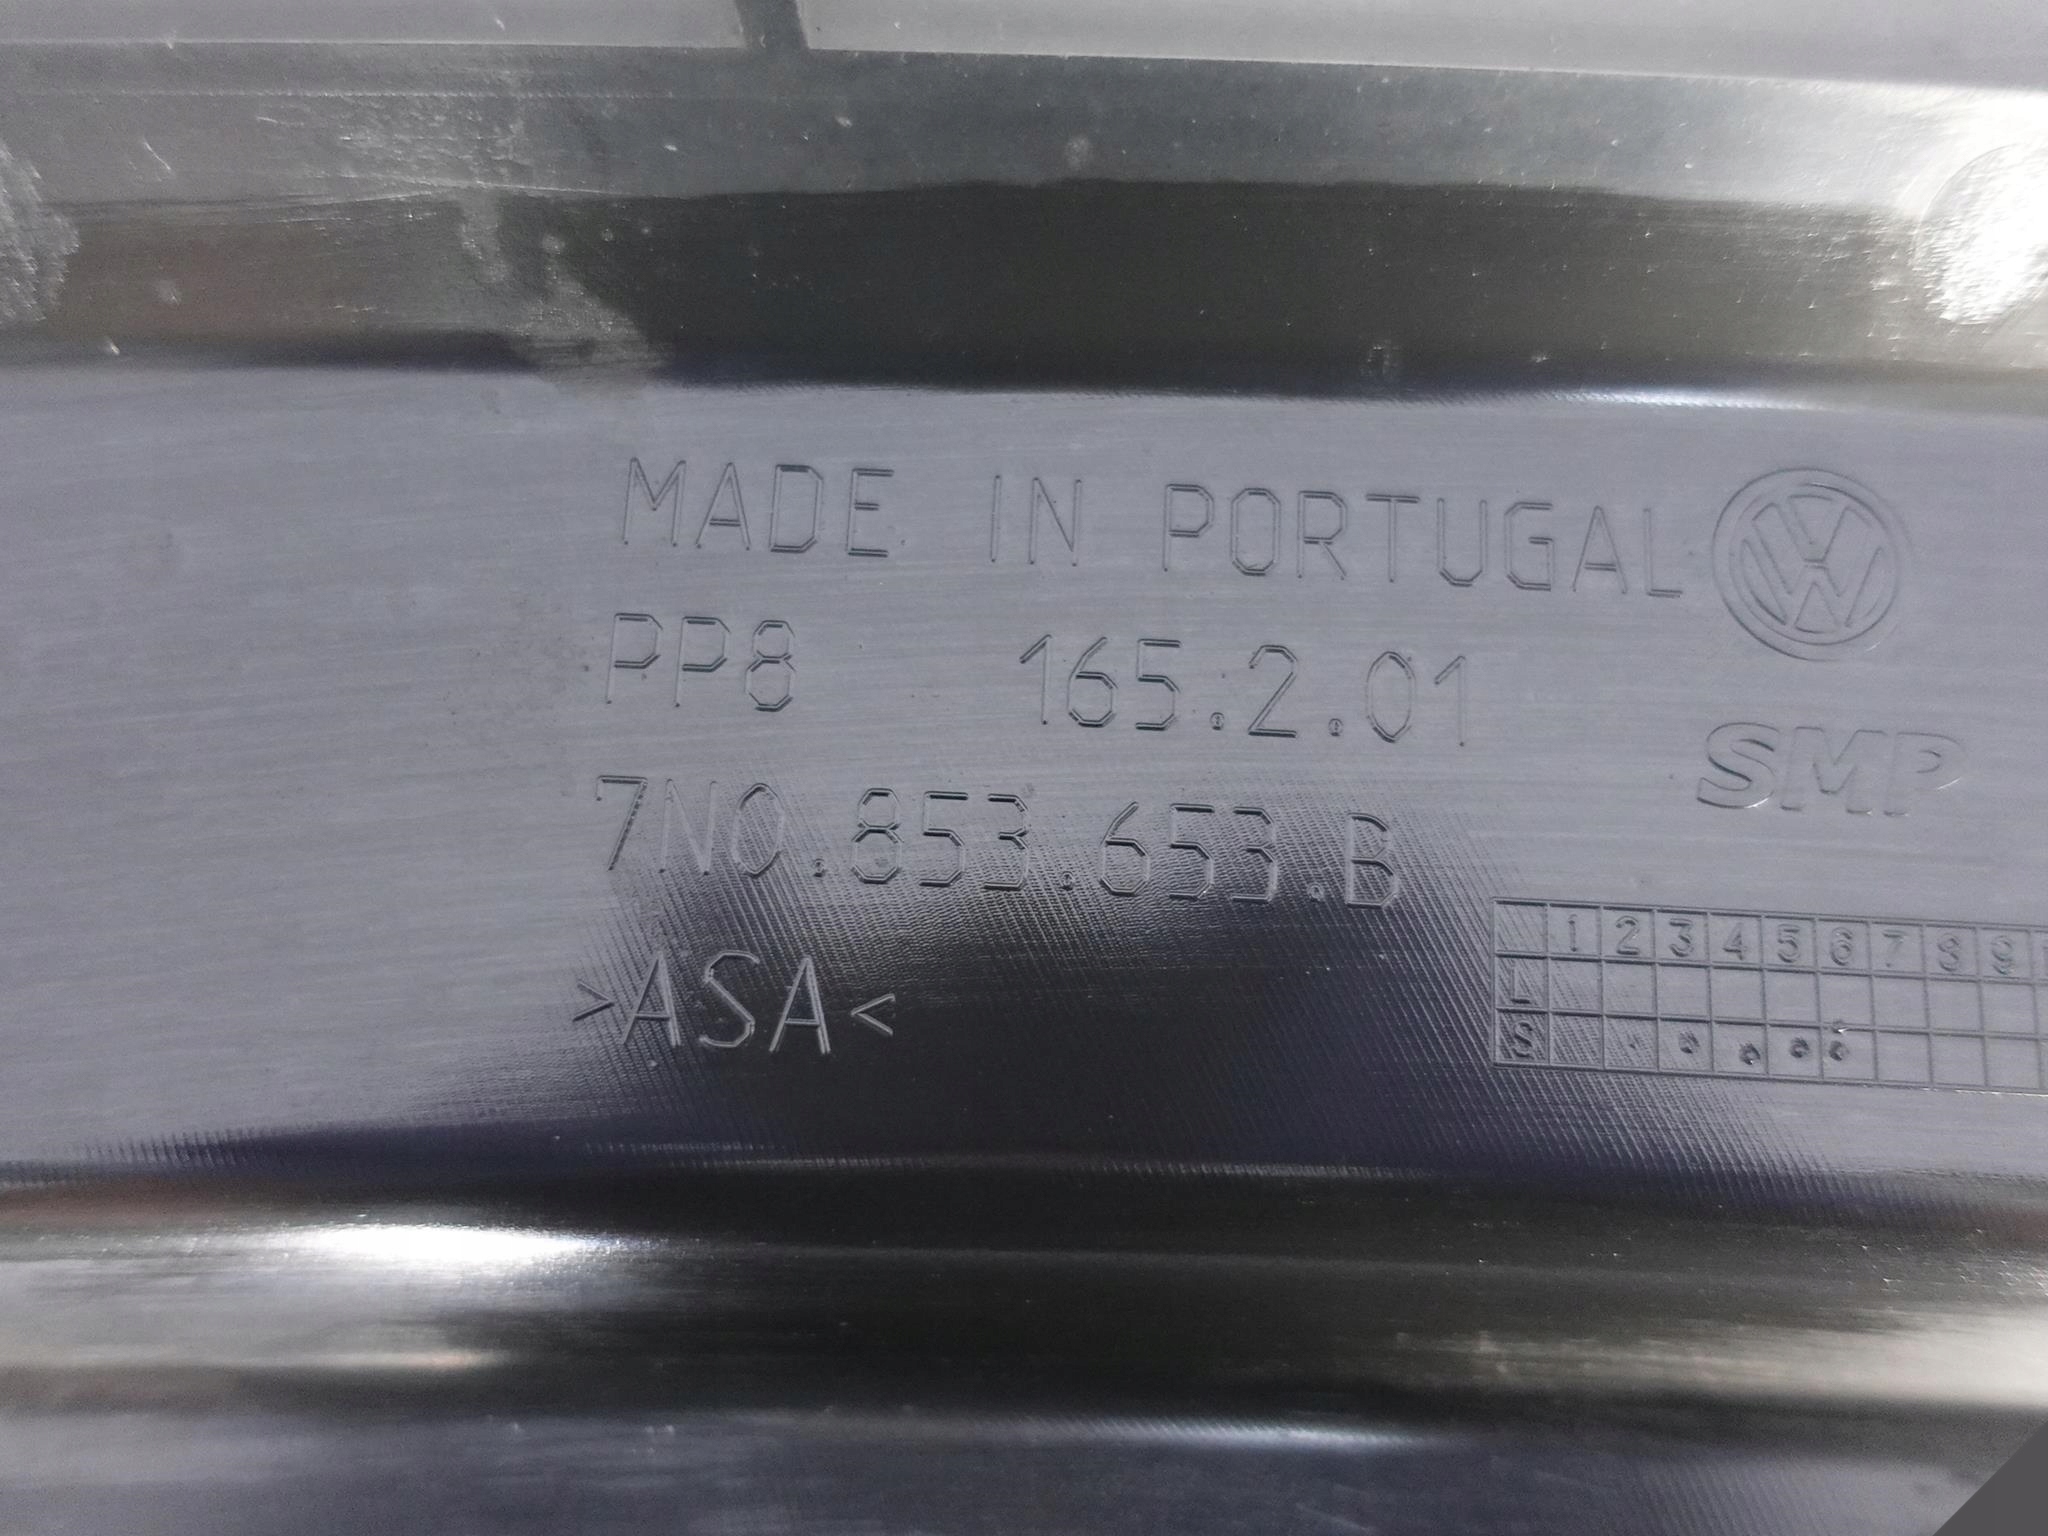 MADE IN PORTUGAL
PP8 165.2.01
SMP
7N0.853.653.B
>ASA<
1 2 3 4 5 6 7 8 9
L
S